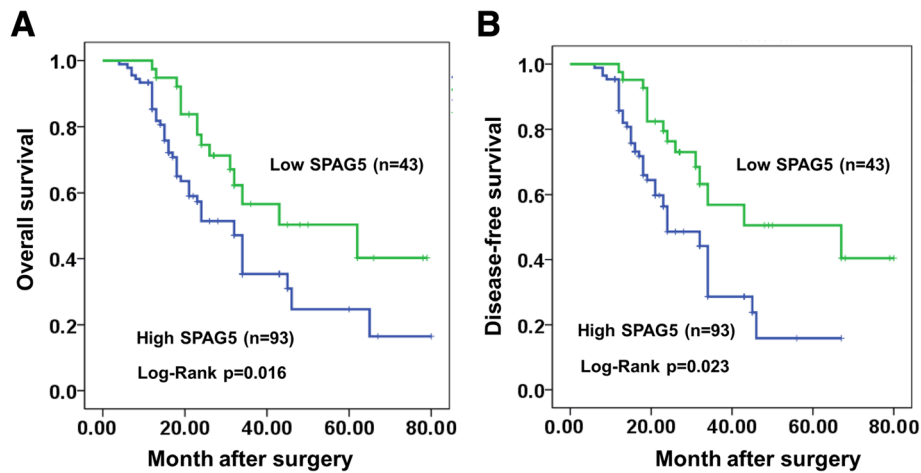 A
Overall survival
1.0
0.8
0.6
0.4
0.2
0.0
Low SPAG5 (n=43)
High SPAG5 (n=93)
Log-Rank p=0.016
0.00 20.00 40.00 60.00 80.00
Month after surgery
B
Disease-free survival
1.0
0.8
0.6
0.4
0.2
0.0
Low SPAG5 (n=43)
High SPAG5 (n=93)
Log-Rank p=0.023
0.00 20.00 40.00 60.00 80.00
Month after surgery